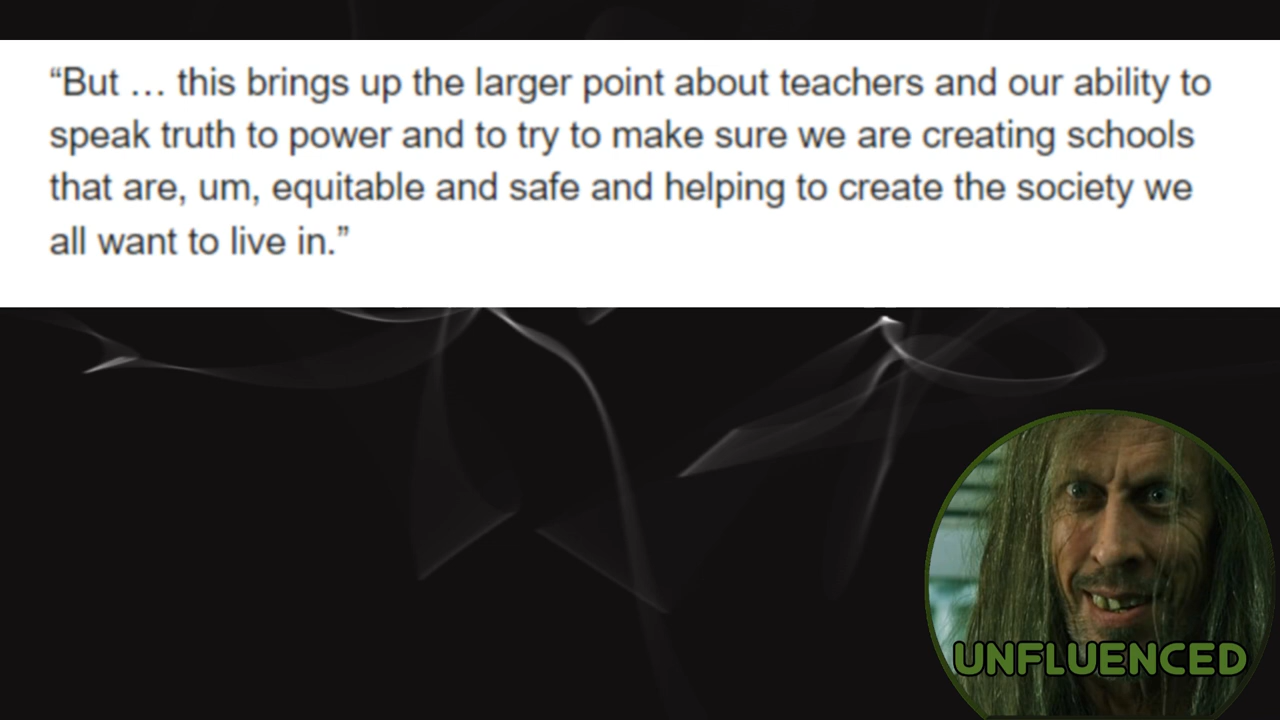 “But … this brings up the larger point about teachers and our ability to
speak truth to power and to try to make sure we are creating schools
that are, um, equitable and safe and helping to create the society we
all want to live in.”
UNFLUENCED